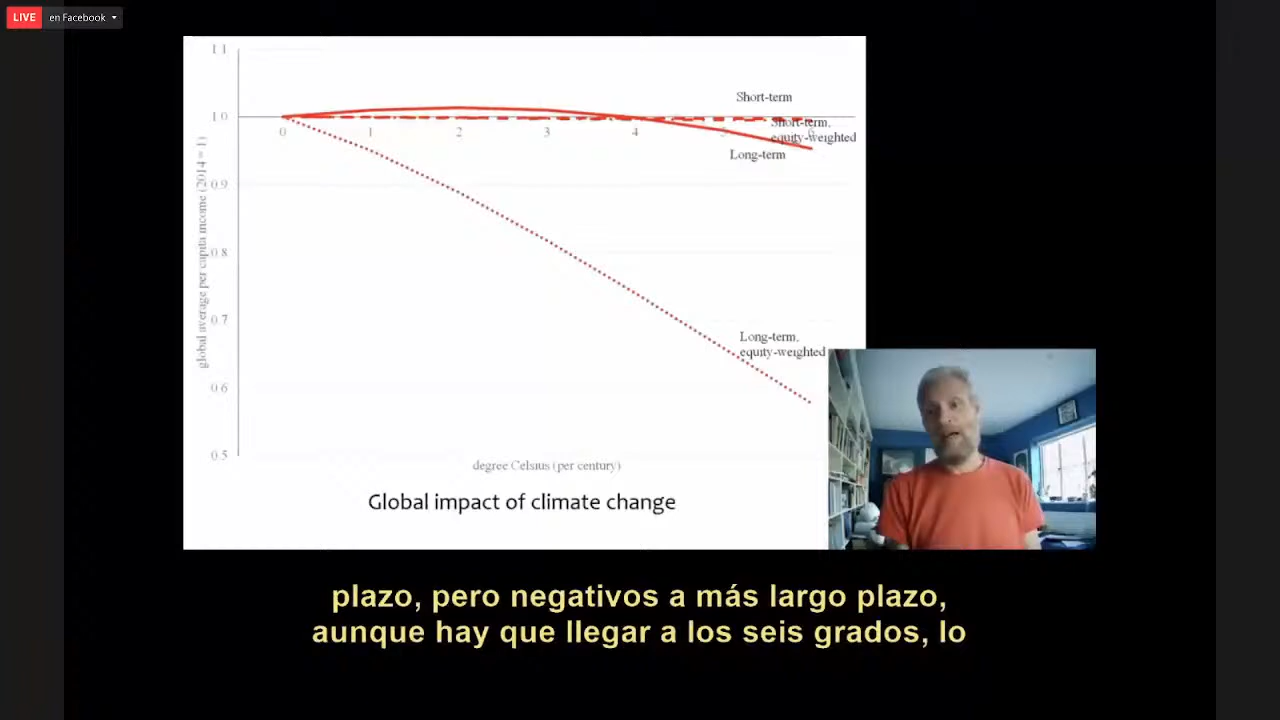 LIVE en Facebook
1.1
1.0
0.9
0.8
0.7
0.6
0.5
global average per capita income (2014 = 1)
0 1 2 3 4 6
Short-term
Short-term,
equity-weighted
Long-term
Long-term,
equity-weighted
degree Celsius (per century)
Global impact of climate change
plazo, pero negativos a más largo plazo,
aunque hay que llegar a los seis grados, lo